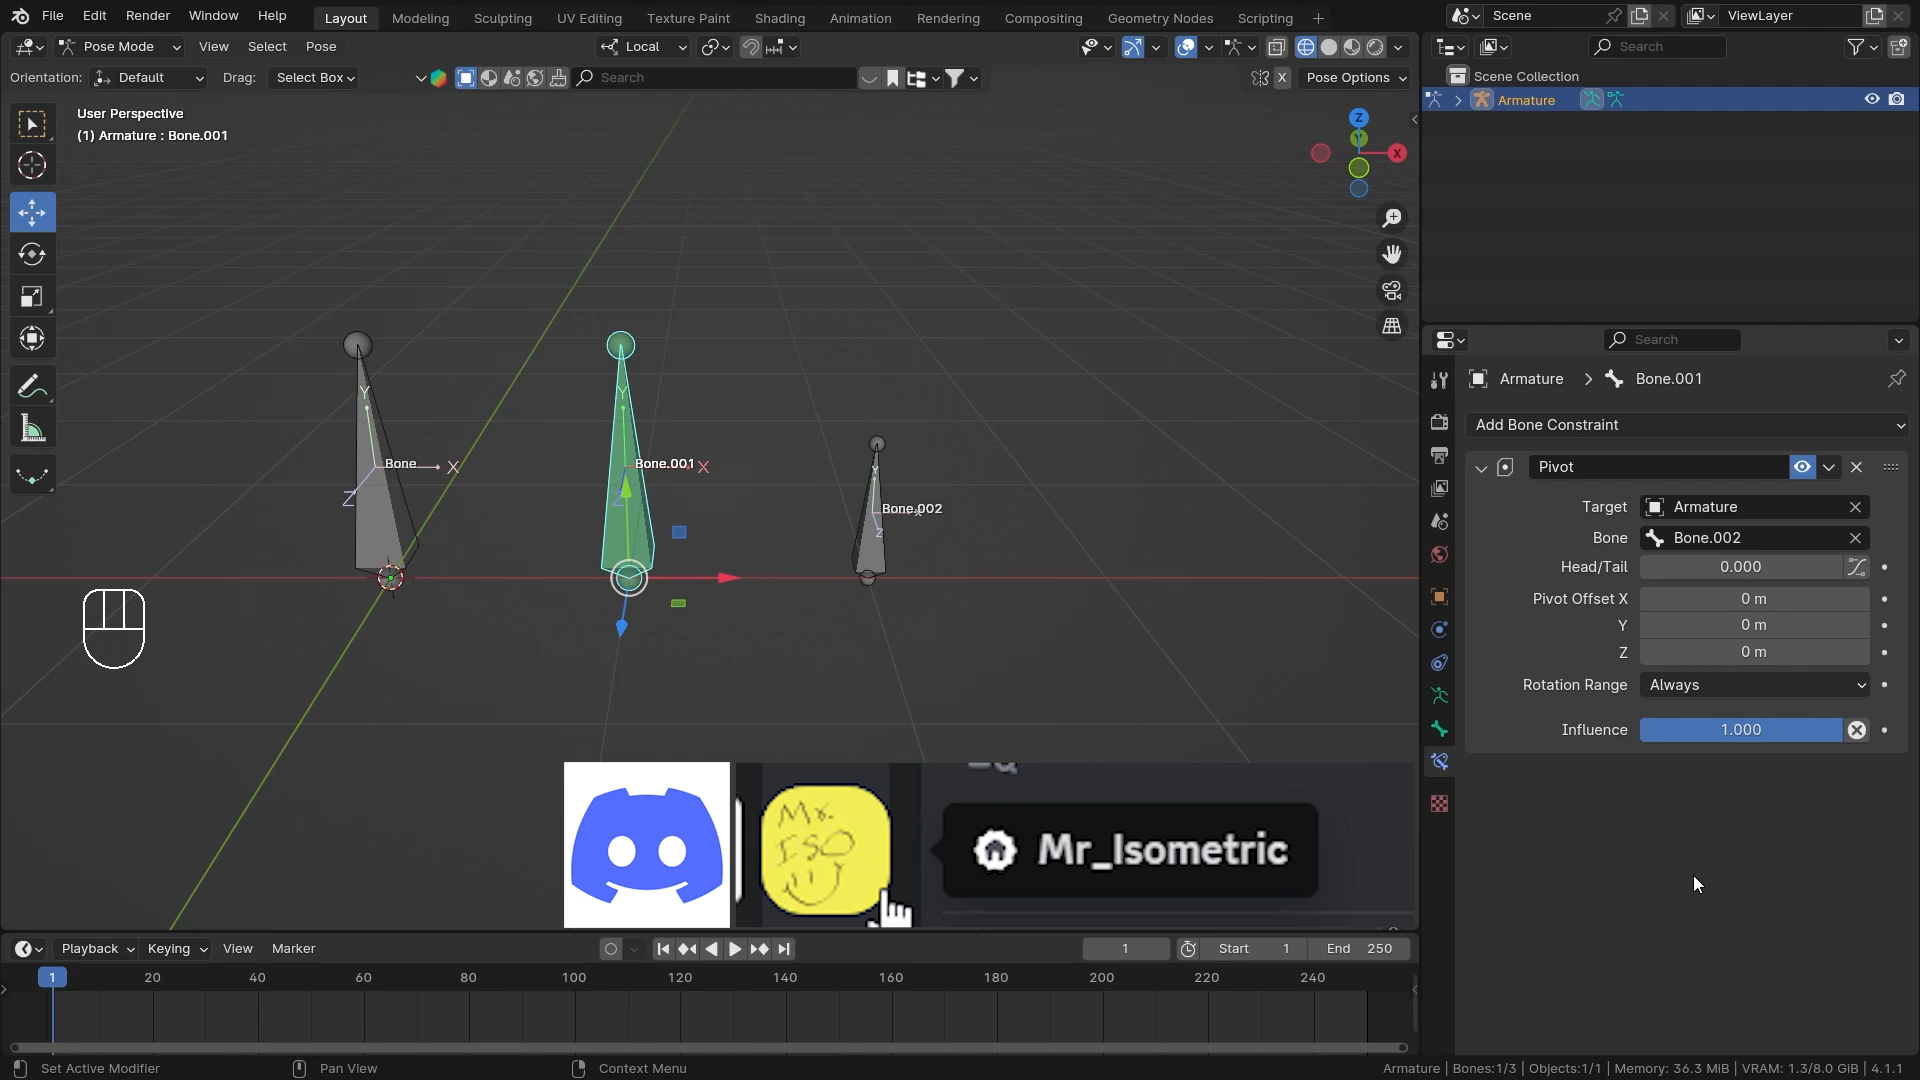 File Edit Render Window Help Layout Modeling Sculpting UV Editing Texture Paint Shading Animation Rendering Compositing Geometry Nodes Scripting Scene ViewLayer
Pose Mode View Select Pose Local Search
Orientation: Default Drag: Select Box Search X Pose Options
Scene Collection
Armature
User Perspective
(1) Armature : Bone.001
Z
Y
X
Y
Bone
X
Z
Y
Bone.001
X
Z
Y
Bone.002
X
Z
Search
Armature > Bone.001
Add Bone Constraint
Pivot
Target Armature
Bone Bone.002
Head/Tail 0.000
Pivot Offset X 0 m
Y 0 m
Z 0 m
Rotation Range Always
Influence 1.000
Mr.
ISO
Mr_Isometric
Playback Keying View Marker 1 Start 1 End 250
1 20 40 60 80 100 120 140 160 180 200 220 240
Set Active Modifier Pan View Context Menu Armature | Bones:1/3 | Objects:1/1 | Memory: 36.3 MiB | VRAM: 1.3/8.0 GiB | 4.1.1